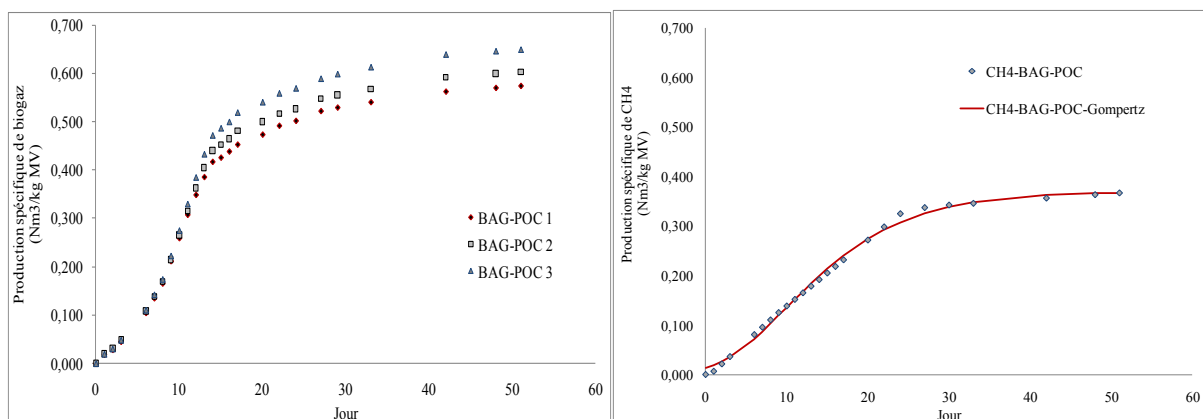 Production spécifique de biogaz
(Nm3/kg MV)
0,700
0,600
0,500
0,400
0,300
0,200
0,100
0,000
BAG-POC 1
BAG-POC 2
BAG-POC 3
0
10
20
30
40
50
60
Jour
Production spécifique de CH4
(Nm3/kg MV)
0,700
0,600
0,500
0,400
0,300
0,200
0,100
0,000
CH4-BAG-POC
CH4-BAG-POC-Gompertz
0
10
20
30
40
50
60
Jour